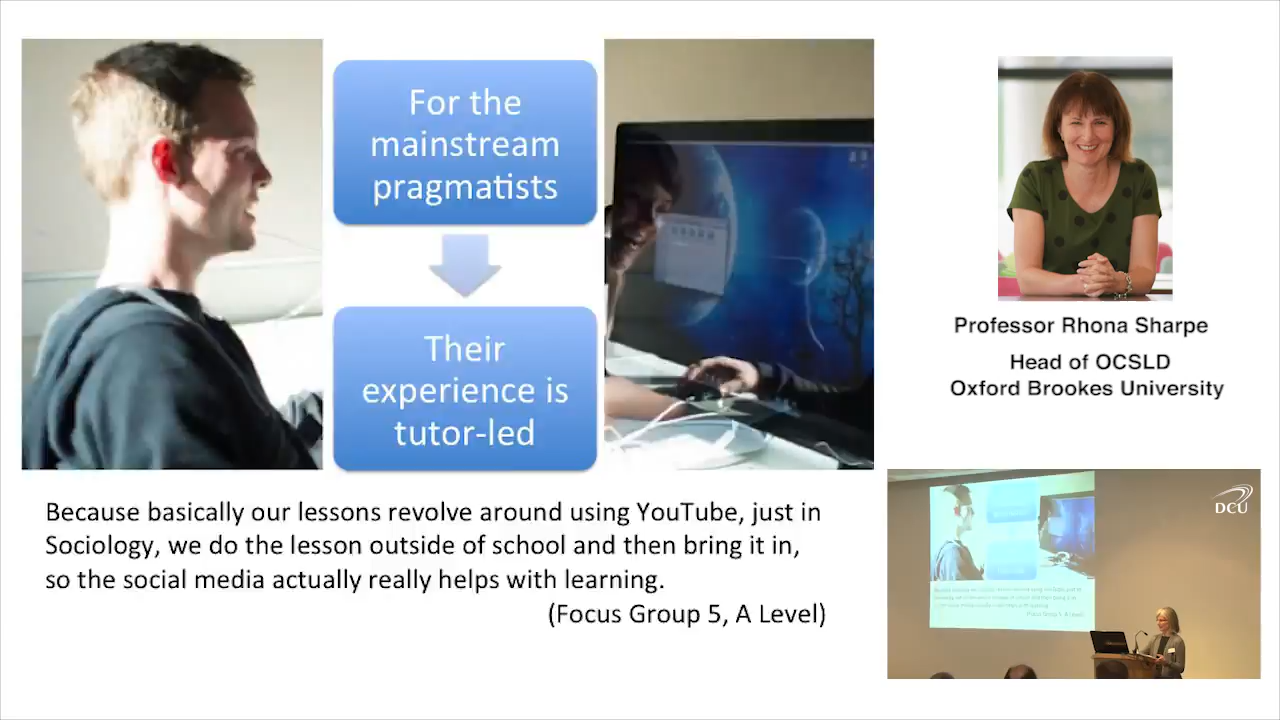 For the
mainstream
pragmatists
Their
experience is
tutor-led
Because basically our lessons revolve around using YouTube, just in
Sociology, we do the lesson outside of school and then bring it in,
so the social media actually really helps with learning.
(Focus Group 5, A Level)
Professor Rhona Sharpe
Head of OCSLD
Oxford Brookes University
DCU